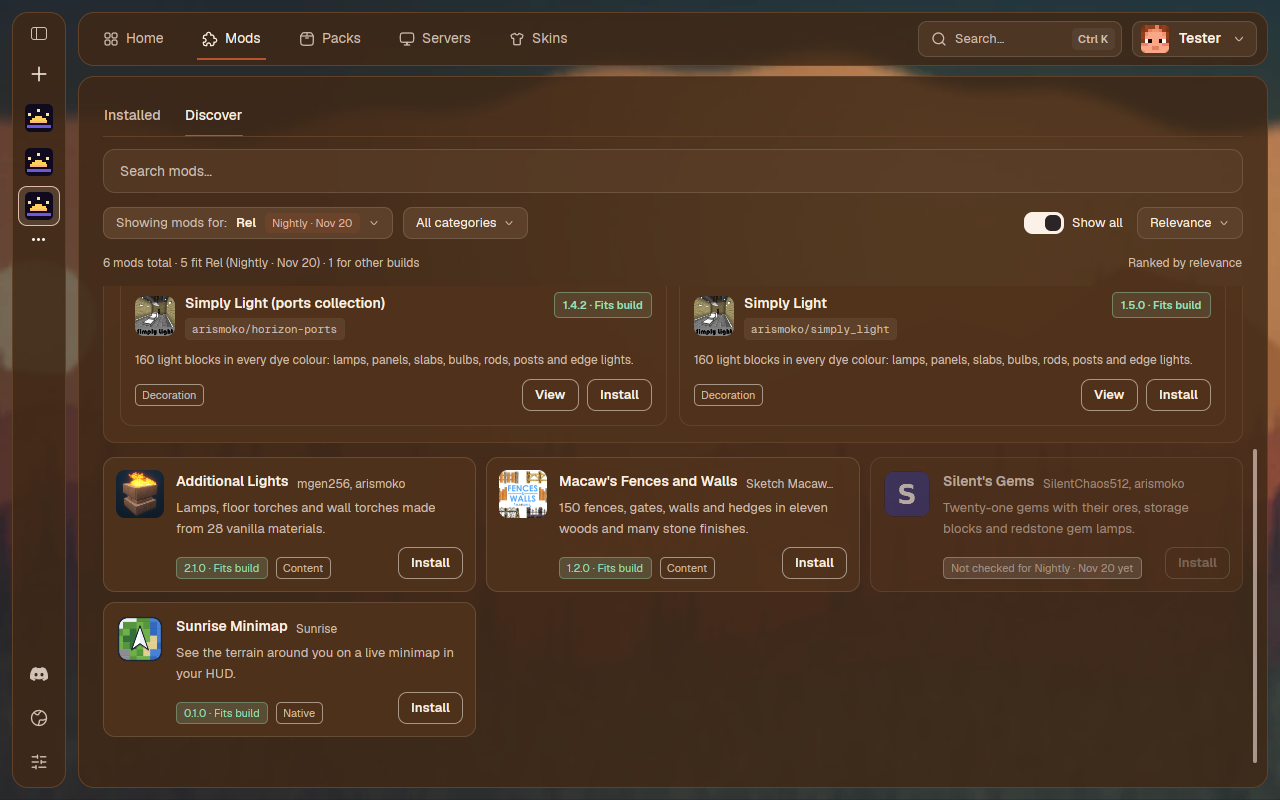 Home
Mods
Packs
Servers
Skins
Search...
Ctrl K
Tester
Installed
Discover
Search mods...
Showing mods for: Rel Nightly · Nov 20
All categories
Show all
Relevance
6 mods total · 5 fit Rel (Nightly · Nov 20) · 1 for other builds
Ranked by relevance
Simply Light
Simply Light (ports collection)
1.4.2 · Fits build
arismoko/horizon-ports
160 light blocks in every dye colour: lamps, panels, slabs, bulbs, rods, posts and edge lights.
Decoration
View
Install
Simply Light
Simply Light
1.5.0 · Fits build
arismoko/simply_light
160 light blocks in every dye colour: lamps, panels, slabs, bulbs, rods, posts and edge lights.
Decoration
View
Install
Additional Lights mgen256, arismoko
Lamps, floor torches and wall torches made
from 28 vanilla materials.
2.1.0 · Fits build
Content
Install
FENCES
WALLS
Macaw's Fences and Walls Sketch Macaw...
150 fences, gates, walls and hedges in eleven
woods and many stone finishes.
1.2.0 · Fits build
Content
Install
S
Silent's Gems SilentChaos512, arismoko
Twenty-one gems with their ores, storage
blocks and redstone gem lamps.
Not checked for Nightly · Nov 20 yet
Install
Sunrise Minimap Sunrise
See the terrain around you on a live minimap in
your HUD.
0.1.0 · Fits build
Native
Install